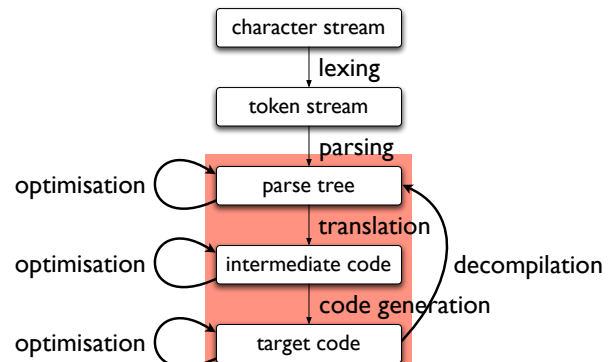 character stream
lexing
token stream
parsing
optimisation
parse tree
translation
optimisation
intermediate code
decompilation
code generation
optimisation
target code